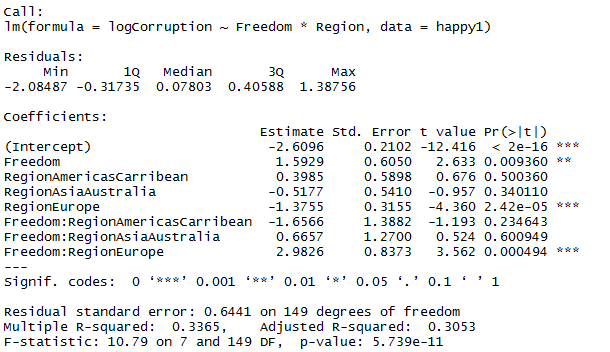 Call:
lm(formula = logCorruption ~ Freedom * Region, data = happy1)
Residuals:
Min 1Q Median 3Q Max
-2.08487 -0.31735 0.07803 0.40588 1.38756
Coefficients:
Estimate Std. Error t value Pr(>|t|)
(Intercept) -2.6096 0.2102 -12.416 < 2e-16 ***
Freedom 1.5929 0.6050 2.633 0.009360 **
RegionAmericasCarribean 0.3985 0.5898 0.676 0.500360
RegionAsiaAustralia -0.5177 0.5410 -0.957 0.340110
RegionEurope -1.3755 0.3155 -4.360 2.42e-05 ***
Freedom:RegionAmericasCarribean -1.6566 1.3882 -1.193 0.234643
Freedom:RegionAsiaAustralia 0.6657 1.2700 0.524 0.600949
Freedom:RegionEurope 2.9826 0.8373 3.562 0.000494 ***
---
Signif. codes: 0 ‘***’ 0.001 ‘**’ 0.01 ‘*’ 0.05 ‘.’ 0.1 ‘ ’ 1
Residual standard error: 0.6441 on 149 degrees of freedom
Multiple R-squared: 0.3365, Adjusted R-squared: 0.3053
F-statistic: 10.79 on 7 and 149 DF, p-value: 5.739e-11